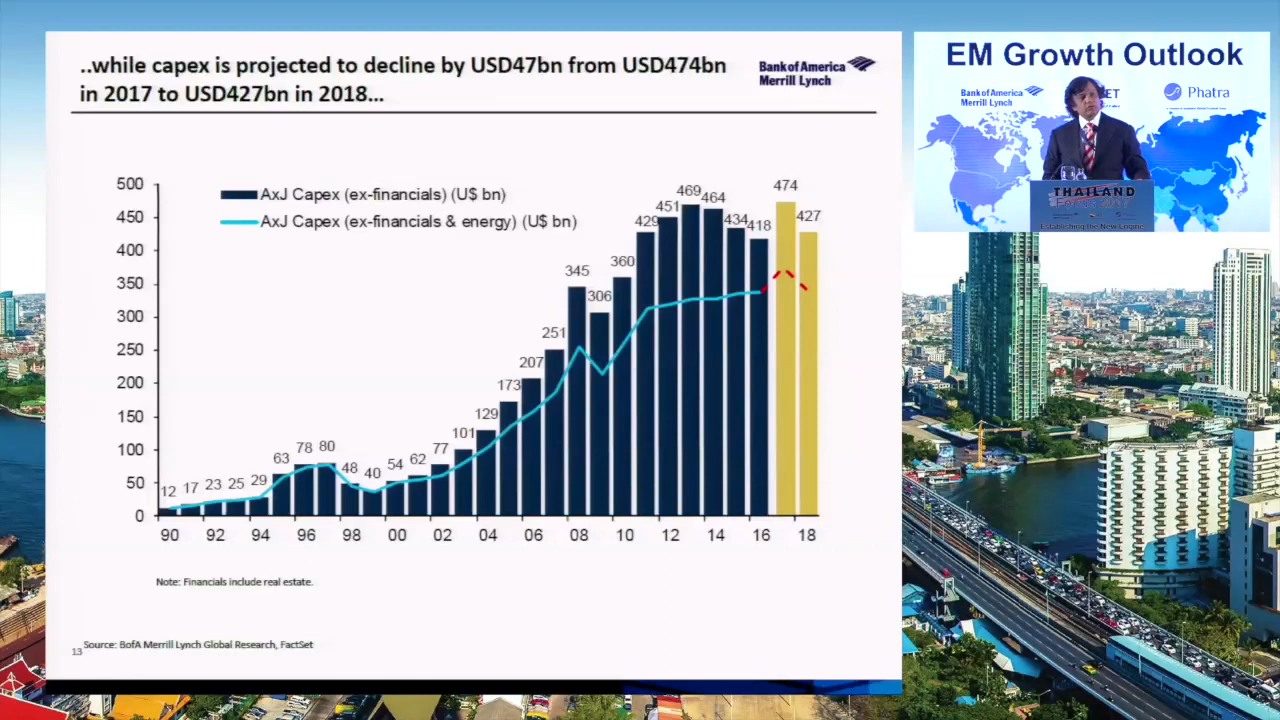 ..while capex is projected to decline by USD47bn from USD474bn
in 2017 to USD427bn in 2018...
Bank of America
Merrill Lynch
AxJ Capex (ex-financials) (U$ bn)
AxJ Capex (ex-financials & energy) (U$ bn)
500
450
400
350
300
250
200
150
100
50
0
12 17 23 25 29 63 78 80 48 40 54 62 77 101 129 173 207 251 345 306 360 429 451 469 464 434 418 474 427
90 92 94 96 98 00 02 04 06 08 10 12 14 16 18
Note: Financials include real estate.
Source: BofA Merrill Lynch Global Research, FactSet
13
EM Growth Outlook
Bank of America
Merrill Lynch
ET
Phatra
THAILAND
Focus 2017
Establishing the New Engine